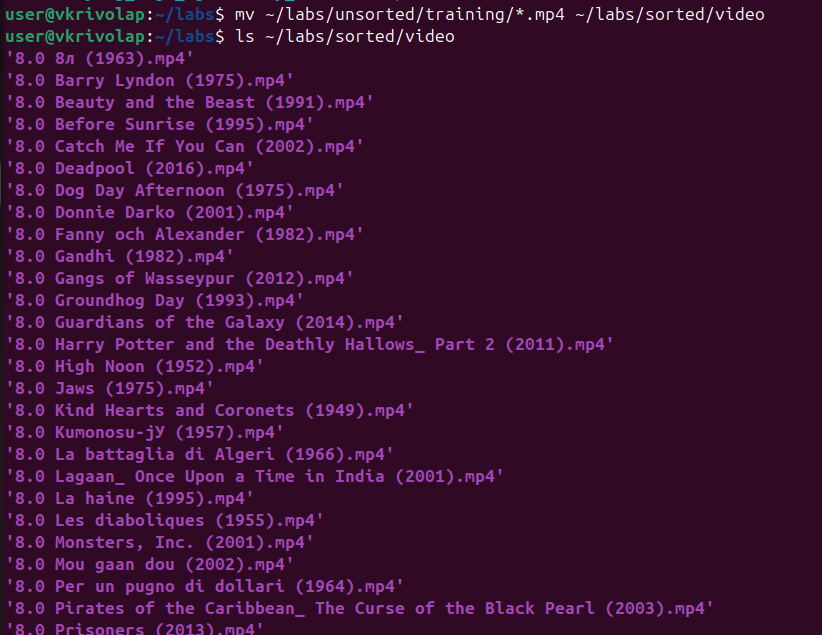 user@vkrivolap:~/labs$ mv ~/labs/unsorted/training/*.mp4 ~/labs/sorted/video
user@vkrivolap:~/labs$ ls ~/labs/sorted/video
'8.0 8л (1963).mp4'
'8.0 Barry Lyndon (1975).mp4'
'8.0 Beauty and the Beast (1991).mp4'
'8.0 Before Sunrise (1995).mp4'
'8.0 Catch Me If You Can (2002).mp4'
'8.0 Deadpool (2016).mp4'
'8.0 Dog Day Afternoon (1975).mp4'
'8.0 Donnie Darko (2001).mp4'
'8.0 Fanny och Alexander (1982).mp4'
'8.0 Gandhi (1982).mp4'
'8.0 Gangs of Wasseypur (2012).mp4'
'8.0 Groundhog Day (1993).mp4'
'8.0 Guardians of the Galaxy (2014).mp4'
'8.0 Harry Potter and the Deathly Hallows_ Part 2 (2011).mp4'
'8.0 High Noon (1952).mp4'
'8.0 Jaws (1975).mp4'
'8.0 Kind Hearts and Coronets (1949).mp4'
'8.0 Kumonosu-jУ (1957).mp4'
'8.0 La battaglia di Algeri (1966).mp4'
'8.0 Lagaan_ Once Upon a Time in India (2001).mp4'
'8.0 La haine (1995).mp4'
'8.0 Les diaboliques (1955).mp4'
'8.0 Monsters, Inc. (2001).mp4'
'8.0 Mou gaan dou (2002).mp4'
'8.0 Per un pugno di dollari (1964).mp4'
'8.0 Pirates of the Caribbean_ The Curse of the Black Pearl (2003).mp4'
'8.0 Prisoners (2013).mp4'